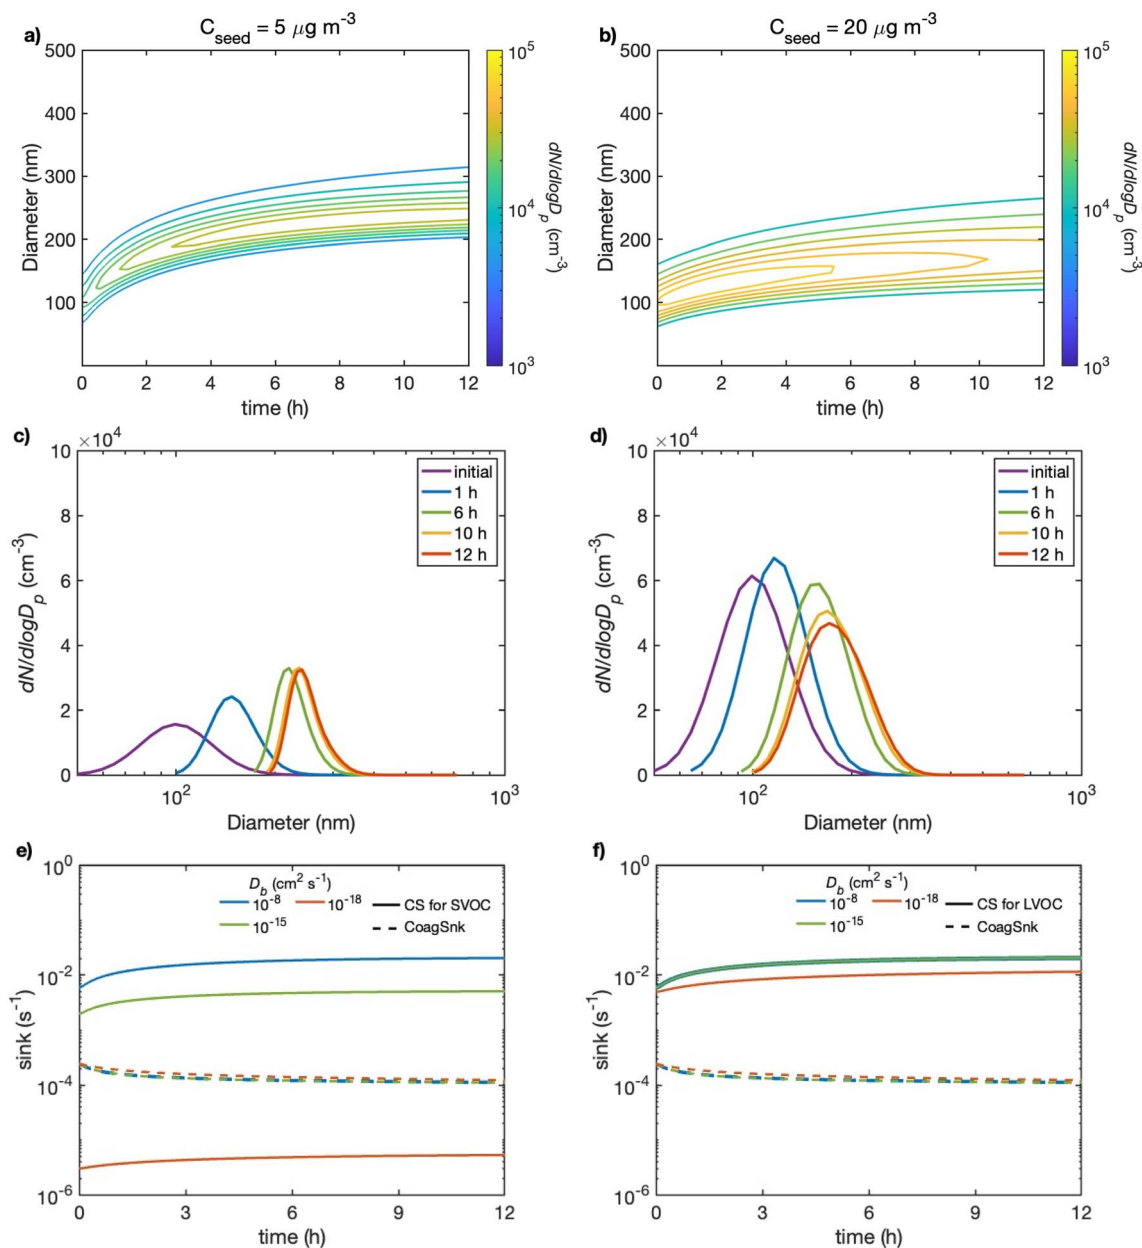 a)
C_seed = 5 μg m^-3
500
400
300
200
100
0
2
4
6
8
10
12
Diameter (nm)
time (h)
10^5
10^4
10^3
dN/dlogD_p (cm^-3)
b)
C_seed = 20 μg m^-3
500
400
300
200
100
0
2
4
6
8
10
12
Diameter (nm)
time (h)
10^5
10^4
10^3
dN/dlogD_p (cm^-3)
c)
×10^4
10
8
6
4
2
0
10^2
10^3
dN/dlogD_p (cm^-3)
Diameter (nm)
initial
1 h
6 h
10 h
12 h
d)
×10^4
10
8
6
4
2
0
10^2
10^3
dN/dlogD_p (cm^-3)
Diameter (nm)
initial
1 h
6 h
10 h
12 h
e)
10^0
10^-2
10^-4
10^-6
0
3
6
9
12
sink (s^-1)
time (h)
D_b (cm^2 s^-1)
10^-8
10^-18
CS for SVOC
10^-15
CoagSnk
f)
10^0
10^-2
10^-4
10^-6
0
3
6
9
12
sink (s^-1)
time (h)
D_b (cm^2 s^-1)
10^-8
10^-18
CS for LVOC
10^-15
CoagSnk